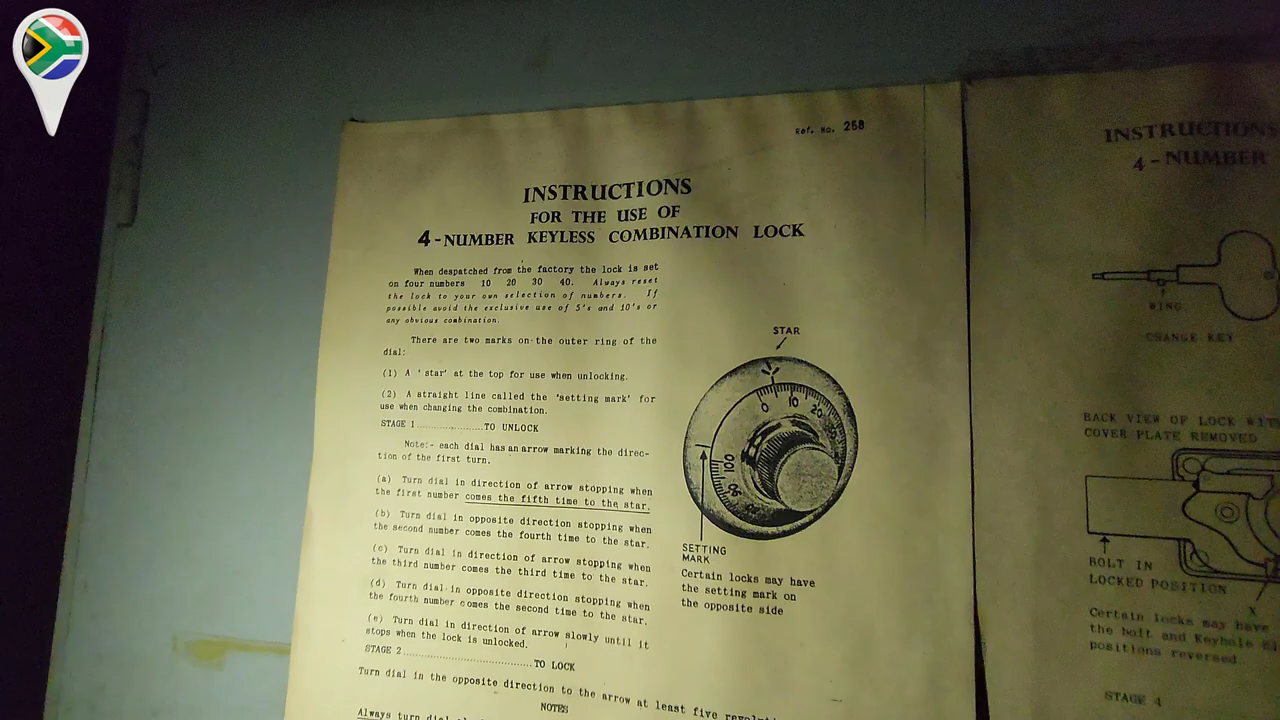 Ref. No. 258
INSTRUCTIONS
FOR THE USE OF
4-NUMBER KEYLESS COMBINATION LOCK
When despatched from the factory the lock is set
on four numbers 10 20 30 40. Always reset
the lock to your own selection of numbers. If
possible avoid the exclusive use of 5's and 10's or
any obvious combination.
There are two marks on the outer ring of the
dial:
(1) A 'star' at the top for use when unlocking.
(2) A straight line called the 'setting mark' for
use when changing the combination.
STAGE 1....................TO UNLOCK
Note:- each dial has an arrow marking the direc-
tion of the first turn.
(a) Turn dial in direction of arrow stopping when
the first number comes the fifth time to the star.
(b) Turn dial in opposite direction stopping when
the second number comes the fourth time to the star.
(c) Turn dial in direction of arrow stopping when
the third number comes the third time to the star.
(d) Turn dial in opposite direction stopping when
the fourth number comes the second time to the star.
(e) Turn dial in direction of arrow slowly until it
stops when the lock is unlocked.
STAGE 2................................TO LOCK
Turn dial in the opposite direction to the arrow at least five
NOTES
Always turn dial
STAR
0 10 20
100 90
SETTING
MARK
Certain locks may have
the setting mark on
the opposite side
INSTRUCTIONS
4-NUMBER
WING
CHANGE KEY
BACK VIEW OF LOCK WITH
COVER PLATE REMOVED
BOLT IN
LOCKED POSITION
X
Certain locks may have
the bolt and Keyhole
positions reversed.
STAGE 4